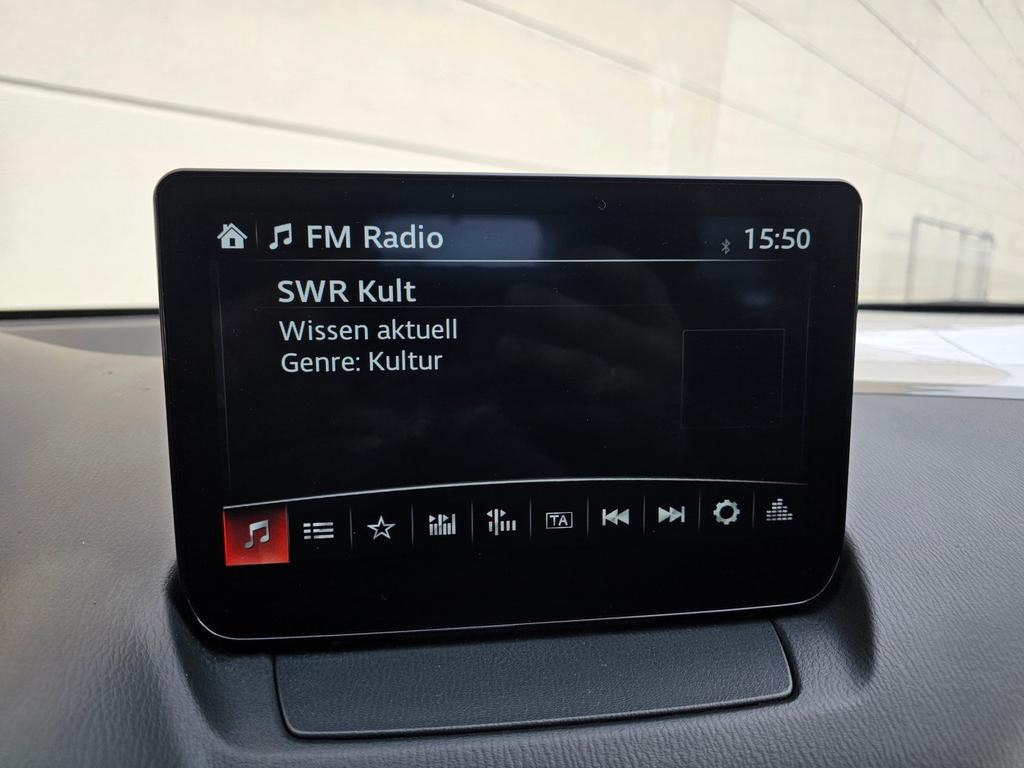 FM Radio
15:50
SWR Kult
Wissen aktuell
Genre: Kultur
TA